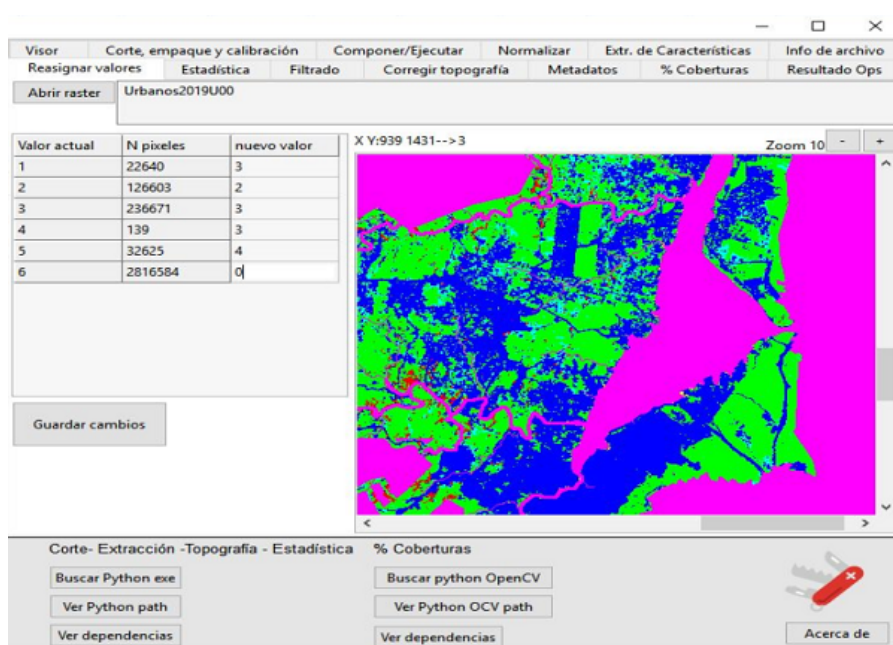 Visor Corte, empaque y calibración Componer/Ejecutar Normalizar Extr. de Características Info de archivo
Reasignar valores Estadística Filtrado Corregir topografía Metadatos % Coberturas Resultado Ops
Abrir raster Urbanos2019U00
Valor actual N pixeles nuevo valor
1 22640 3
2 126603 2
3 236671 3
4 139 3
5 32625 4
6 2816584 0
X Y:939 1431-->3 Zoom 10 - +
Guardar cambios
Corte- Extracción -Topografía - Estadística % Coberturas
Buscar Python exe Buscar python OpenCV
Ver Python path Ver Python OCV path
Ver dependencias Ver dependencias Acerca de